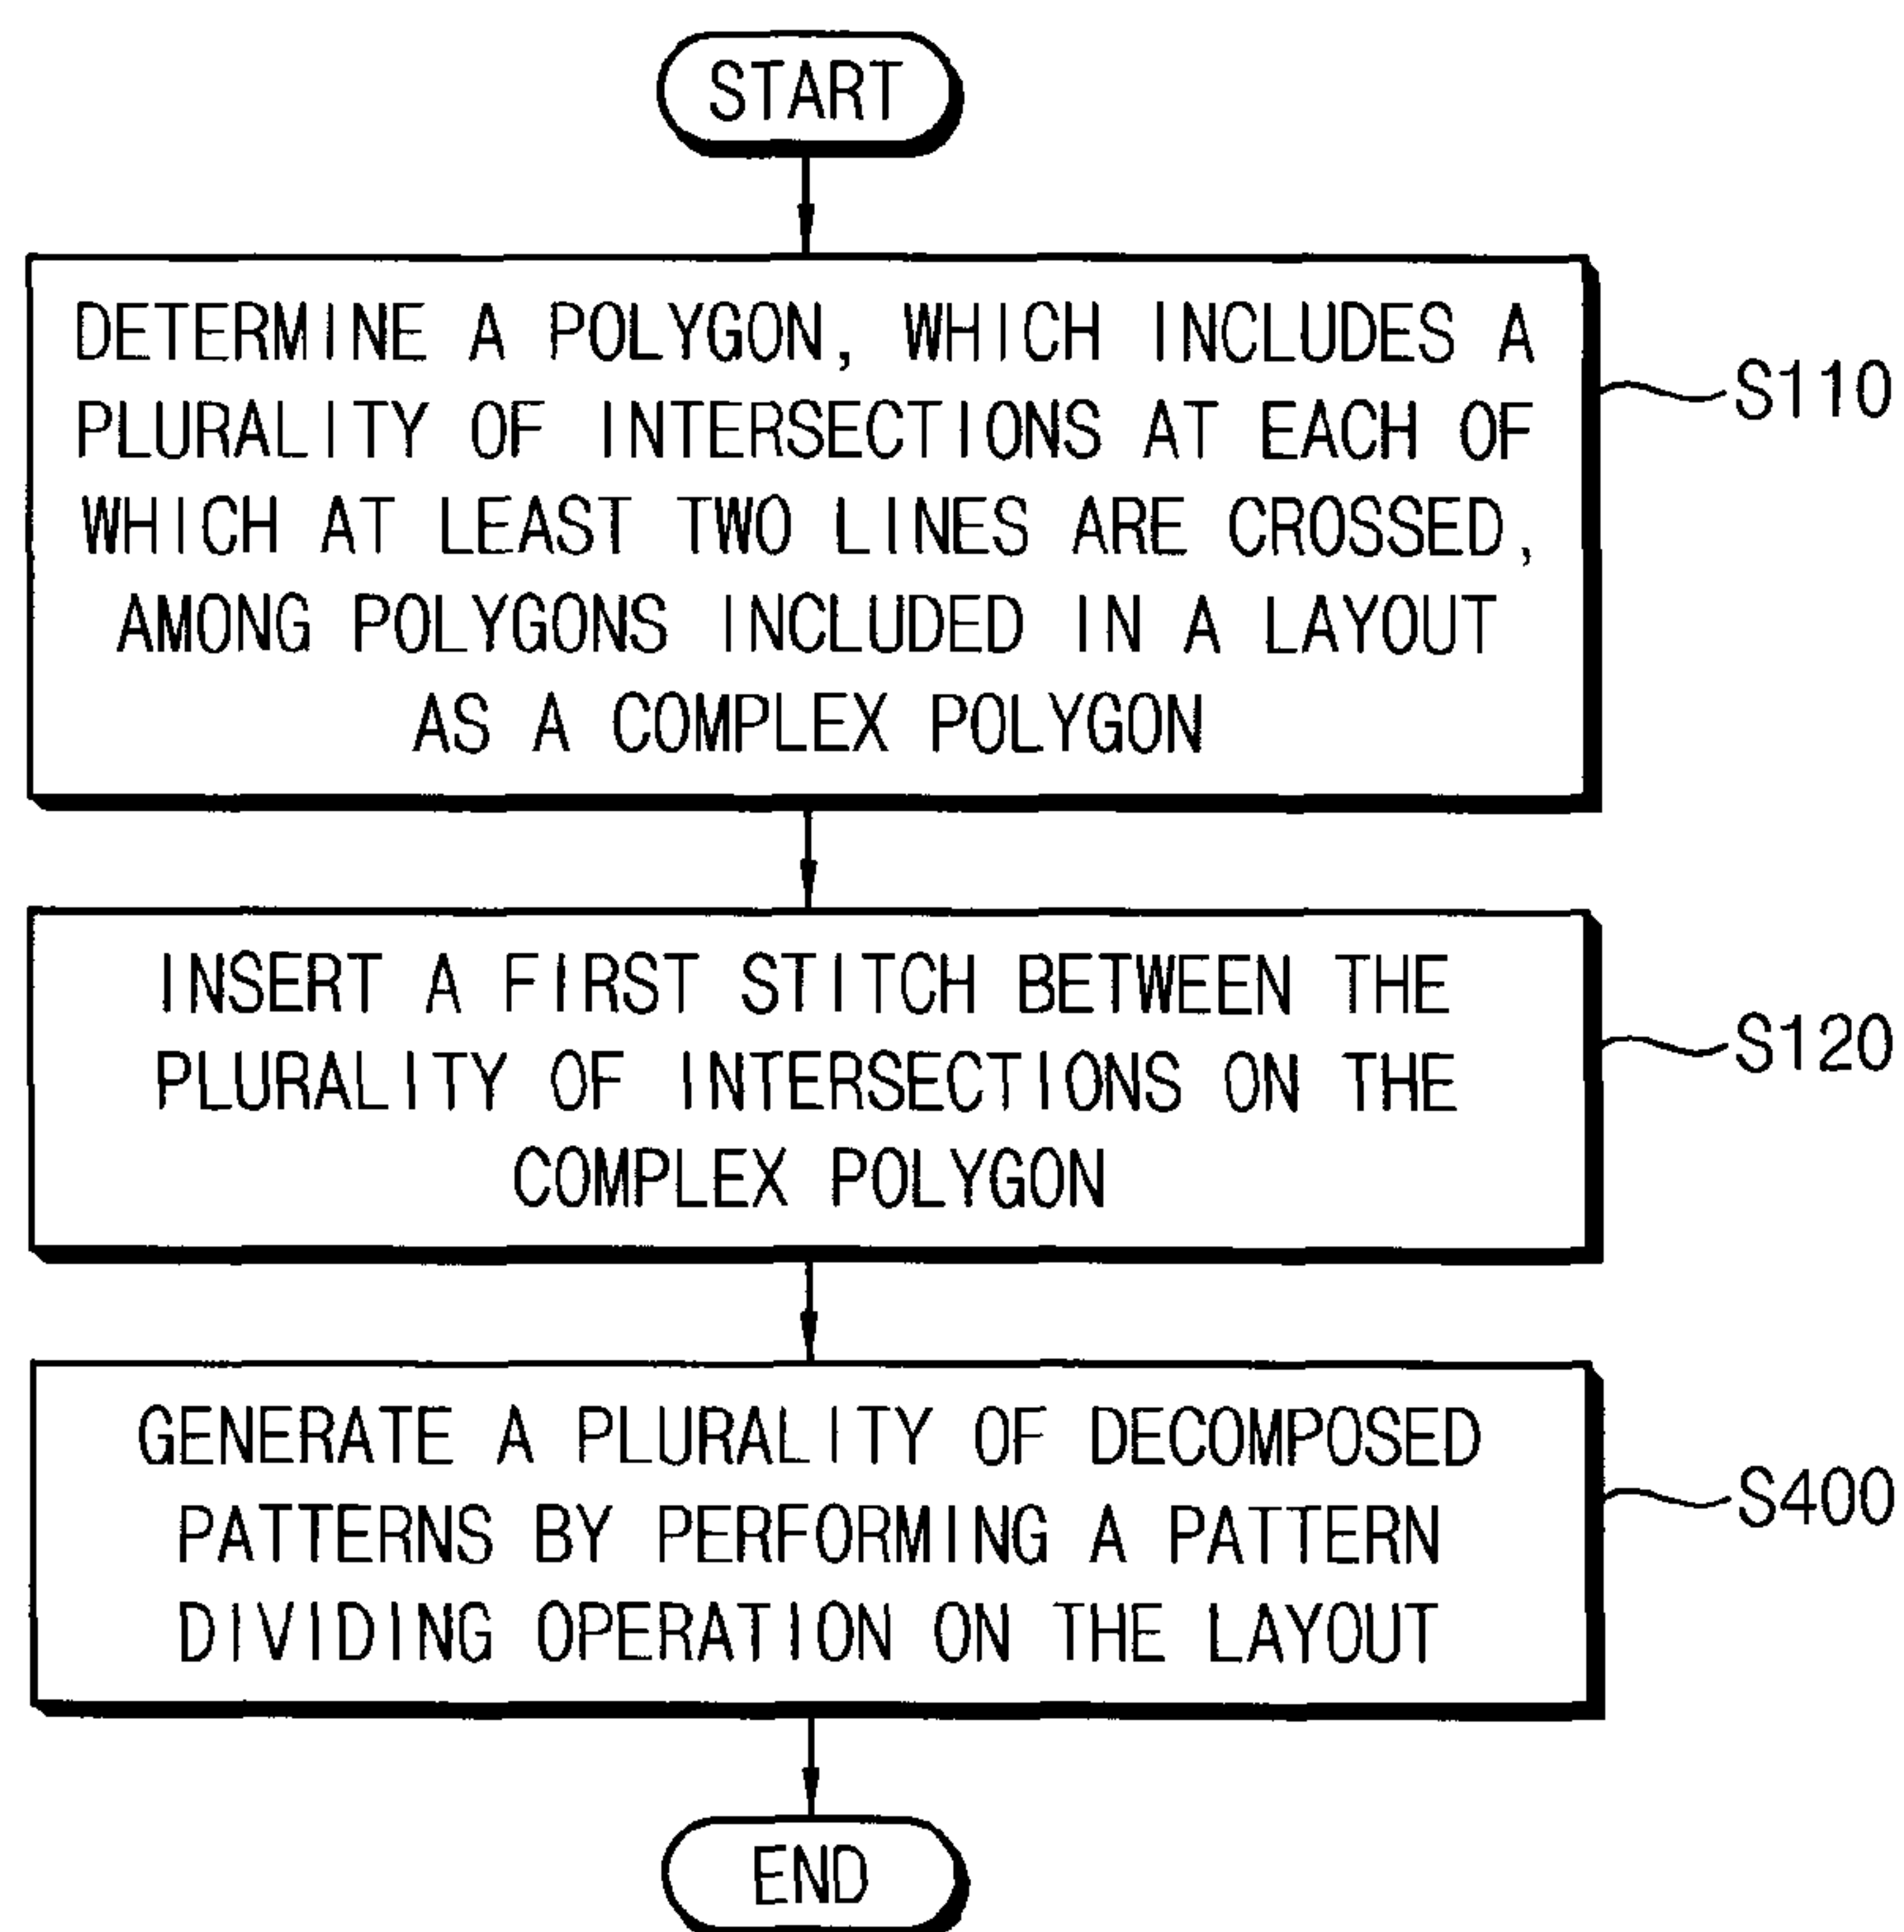 START
DETERMINE A POLYGON, WHICH INCLUDES A
PLURALITY OF INTERSECTIONS AT EACH OF
WHICH AT LEAST TWO LINES ARE CROSSED,
AMONG POLYGONS INCLUDED IN A LAYOUT
AS A COMPLEX POLYGON
S110
INSERT A FIRST STITCH BETWEEN THE
PLURALITY OF INTERSECTIONS ON THE
COMPLEX POLYGON
S120
GENERATE A PLURALITY OF DECOMPOSED
PATTERNS BY PERFORMING A PATTERN
DIVIDING OPERATION ON THE LAYOUT
S400
END